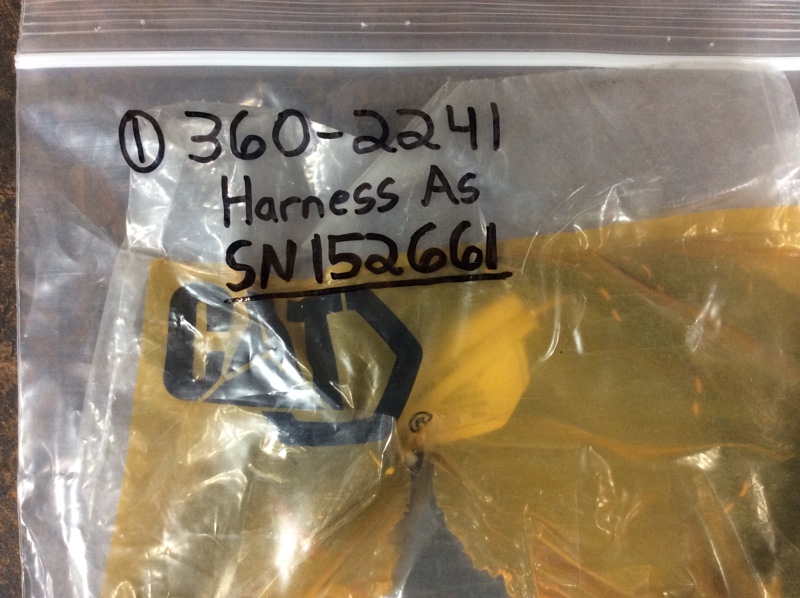 ① 360-2241
Harness As
SN152661
CAT
®